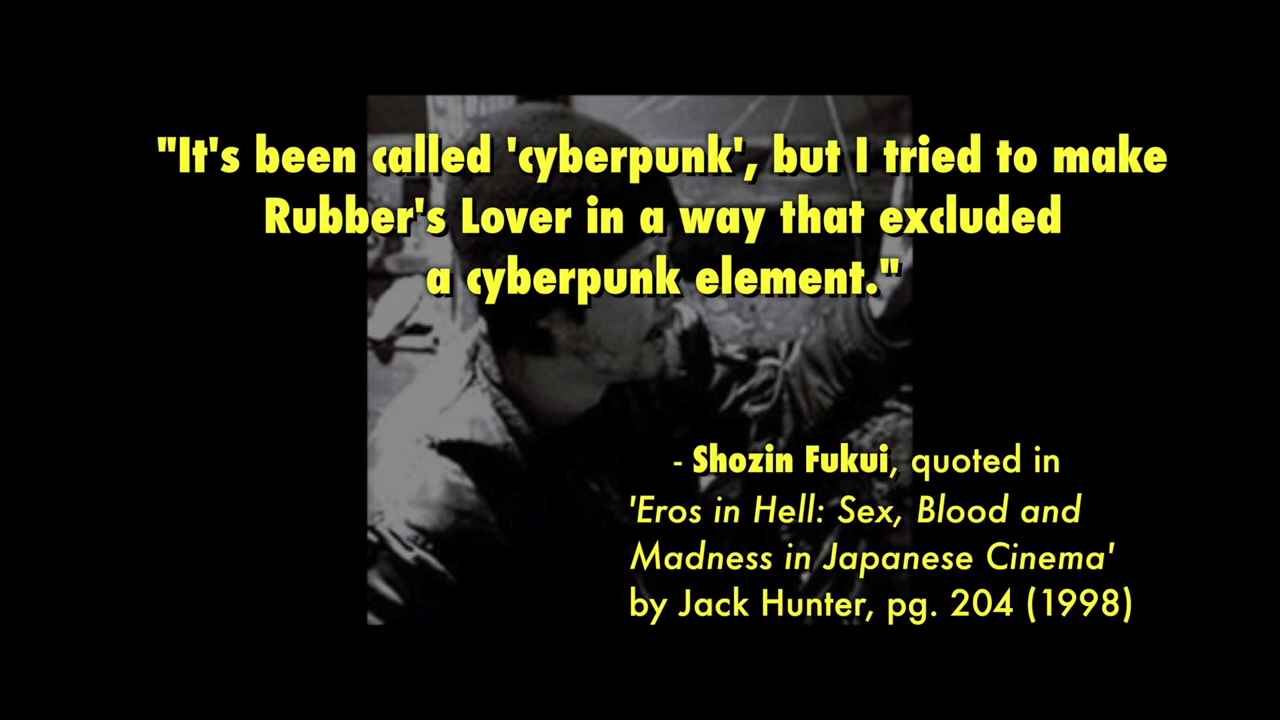 "It's been called 'cyberpunk', but I tried to make
Rubber's Lover in a way that excluded
a cyberpunk element."
- Shozin Fukui, quoted in
'Eros in Hell: Sex, Blood and
Madness in Japanese Cinema'
by Jack Hunter, pg. 204 (1998)